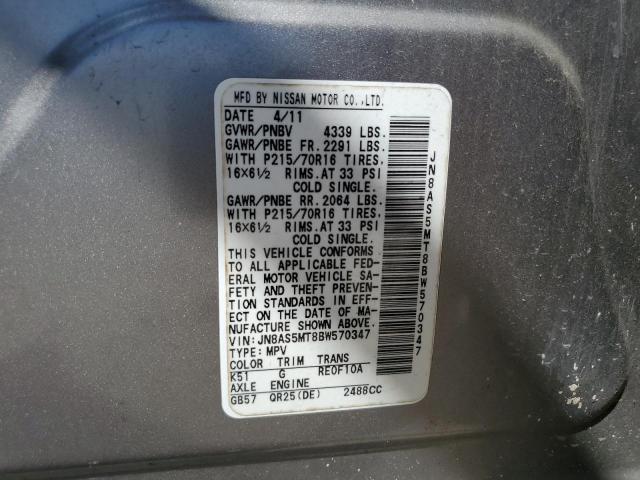 MFD BY NISSAN MOTOR CO.,LTD.
DATE 4/11
GVWR/PNBV 4339 LBS.
GAWR/PNBE FR. 2291 LBS.
WITH P215/70R16 TIRES,
16X6½ RIMS.AT 33 PSI
COLD SINGLE.
GAWR/PNBE RR. 2064 LBS.
WITH P215/70R16 TIRES,
16X6½ RIMS.AT 33 PSI
COLD SINGLE.
THIS VEHICLE CONFORMS
TO ALL APPLICABLE FED-
ERAL MOTOR VEHICLE SA-
FETY AND THEFT PREVEN-
TION STANDARDS IN EFF-
ECT ON THE DATE OF MA-
NUFACTURE SHOWN ABOVE.
VIN: JN8AS5MT8BW570347
TYPE: MPV
COLOR TRIM TRANS
K51 G RE0F10A
AXLE ENGINE
GB57 QR25(DE) 2488CC
JN8AS5MT8BW570347